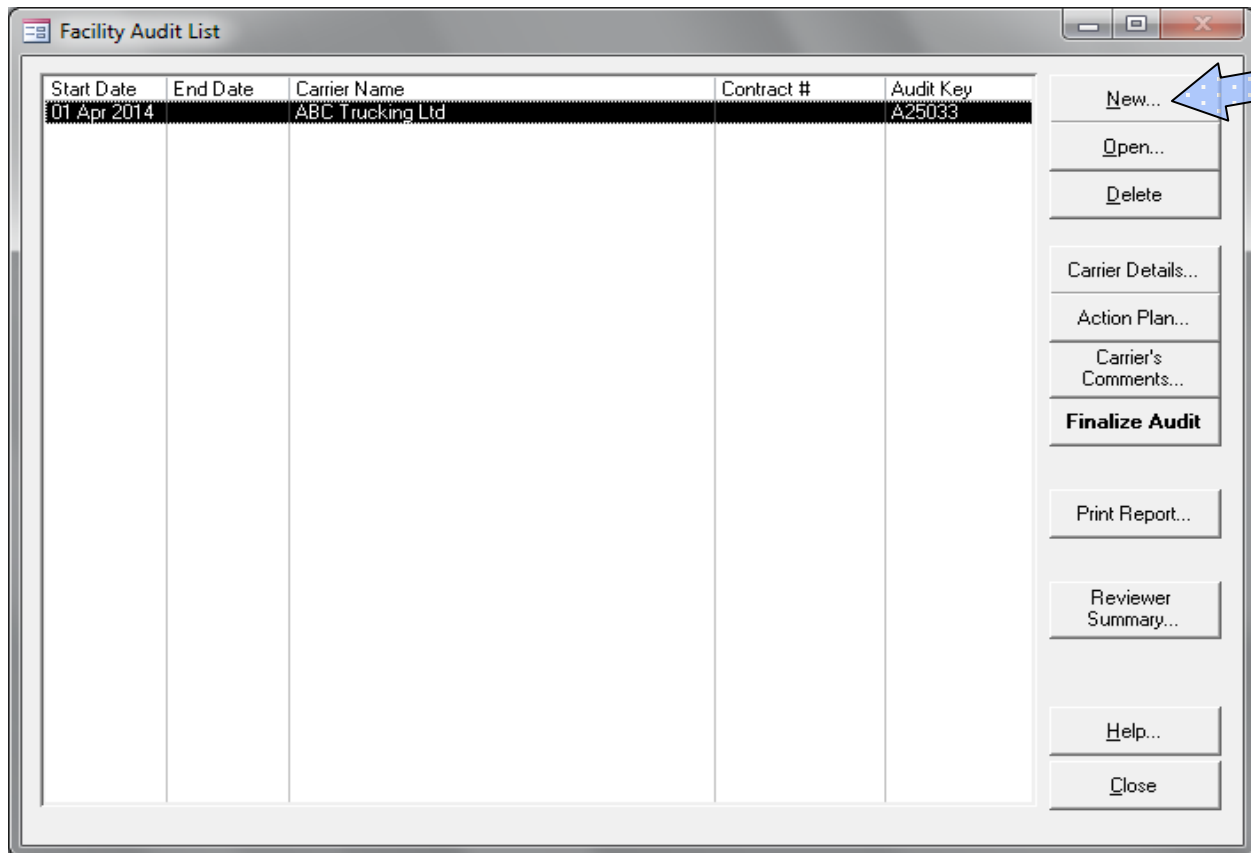 Facility Audit List
Start Date End Date Carrier Name Contract # Audit Key
01 Apr 2014 ABC Trucking Ltd A25033
New...
Open...
Delete
Carrier Details...
Action Plan...
Carrier's
Comments...
Finalize Audit
Print Report...
Reviewer
Summary...
Help...
Close